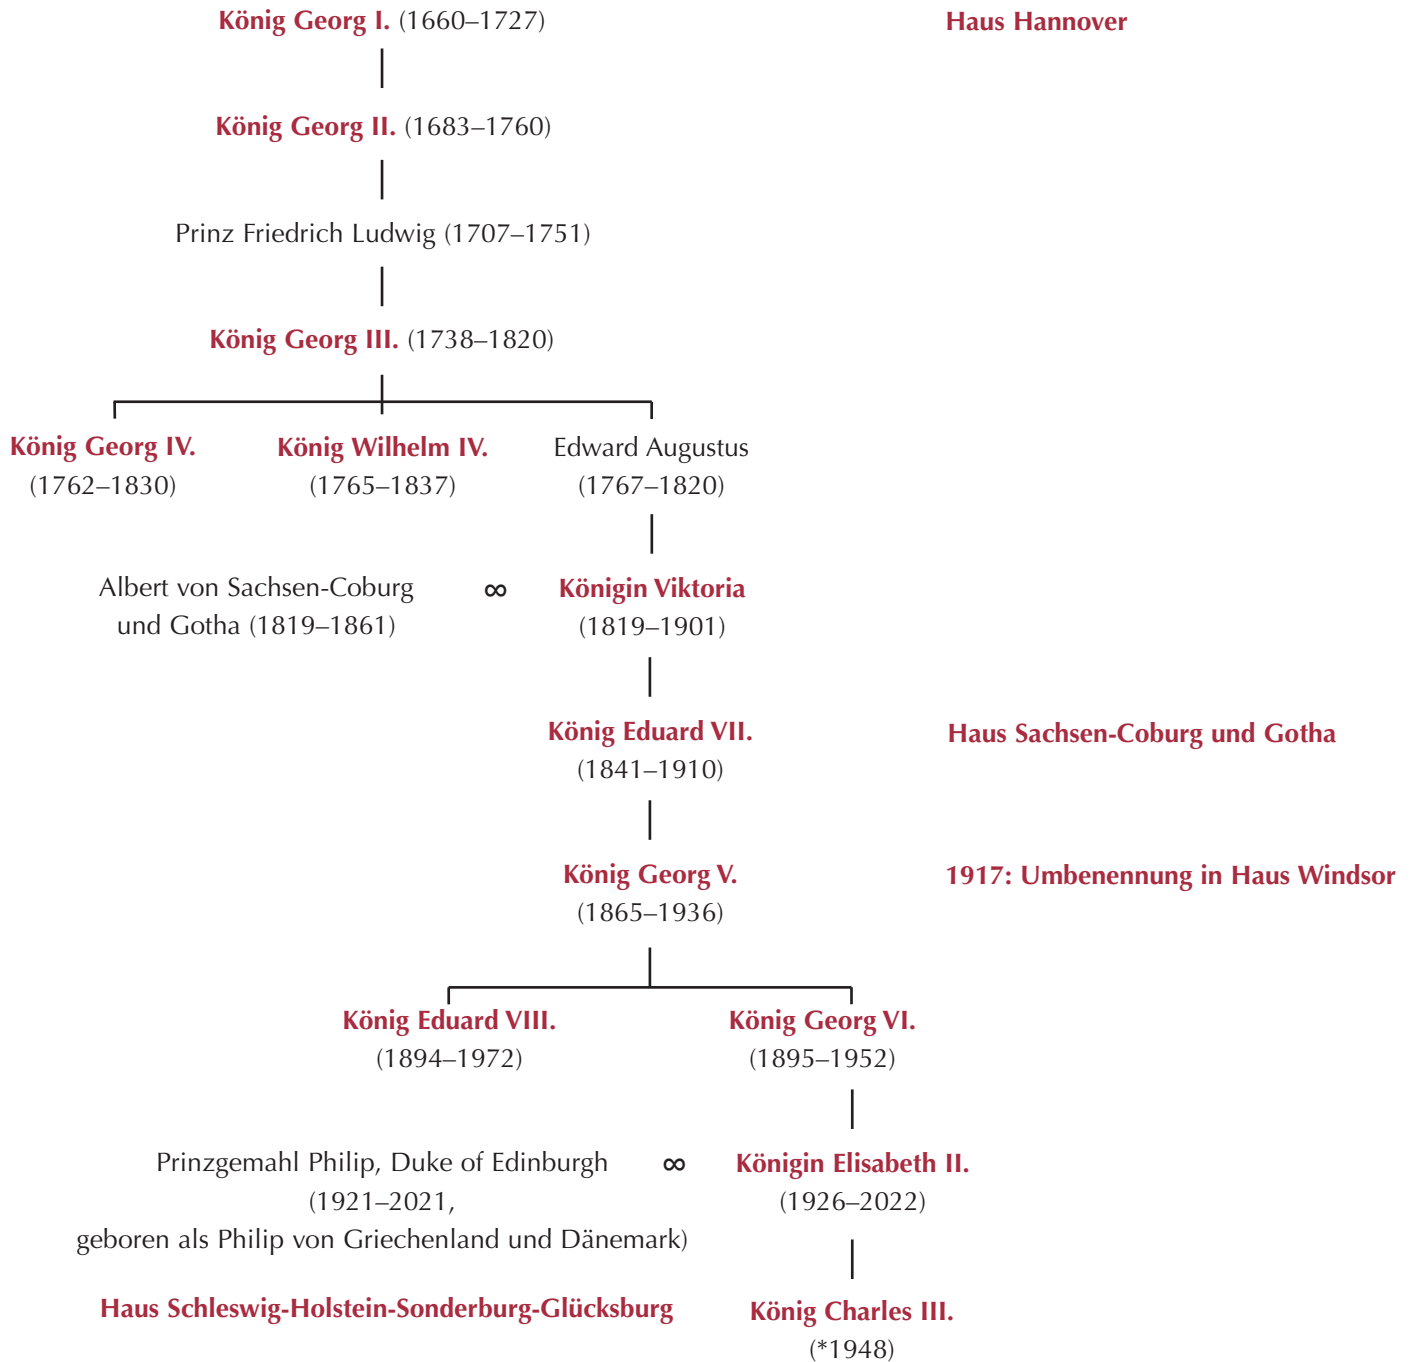 König Georg I. (1660–1727)
Haus Hannover
König Georg II. (1683–1760)
Prinz Friedrich Ludwig (1707–1751)
König Georg III. (1738–1820)
König Georg IV.
(1762–1830)
König Wilhelm IV.
(1765–1837)
Edward Augustus
(1767–1820)
Albert von Sachsen-Coburg
und Gotha (1819–1861)
∞
Königin Viktoria
(1819–1901)
König Eduard VII.
(1841–1910)
Haus Sachsen-Coburg und Gotha
König Georg V.
(1865–1936)
1917: Umbenennung in Haus Windsor
König Eduard VIII.
(1894–1972)
König Georg VI.
(1895–1952)
Prinzgemahl Philip, Duke of Edinburgh
(1921–2021,
geboren als Philip von Griechenland und Dänemark)
∞
Königin Elisabeth II.
(1926–2022)
Haus Schleswig-Holstein-Sonderburg-Glücksburg
König Charles III.
(*1948)